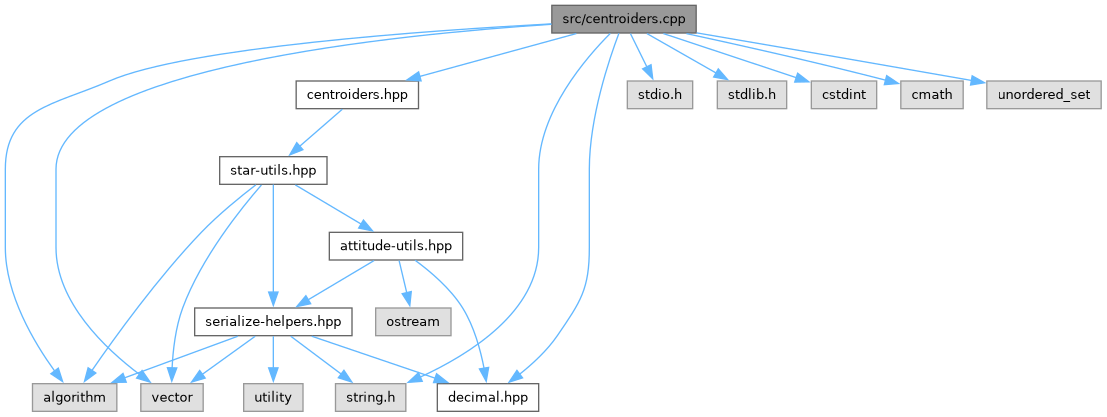 src/centroiders.cpp
centroiders.hpp
stdio.h
stdlib.h
cstdint
cmath
unordered_set
star-utils.hpp
attitude-utils.hpp
serialize-helpers.hpp
ostream
algorithm
vector
utility
string.h
decimal.hpp